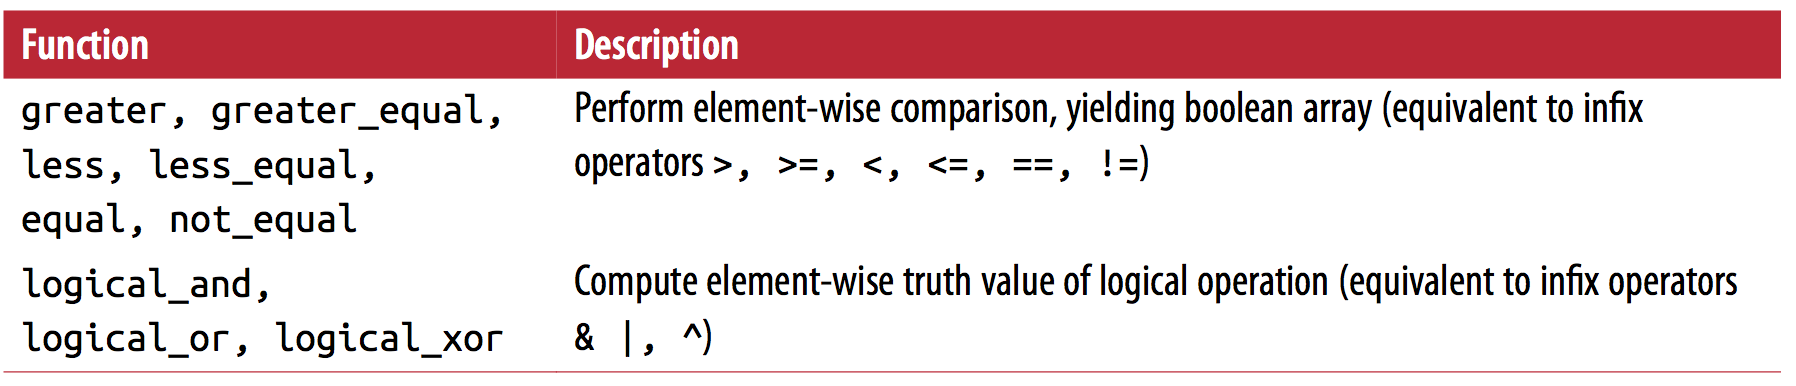 Function Description
greater, greater_equal, Perform element-wise comparison, yielding boolean array (equivalent to infix
less, less_equal, operators >, >=, <, <=, ==, !=)
equal, not_equal
logical_and, Compute element-wise truth value of logical operation (equivalent to infix operators
logical_or, logical_xor & |, ^)